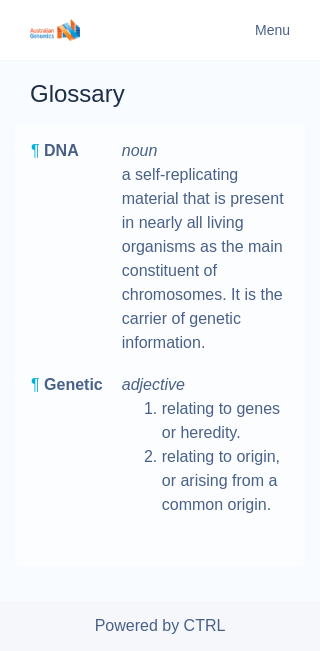 Australian
Genomics
Menu
Glossary
¶ DNA
noun
a self-replicating
material that is present
in nearly all living
organisms as the main
constituent of
chromosomes. It is the
carrier of genetic
information.
¶ Genetic
adjective
1. relating to genes
or heredity.
2. relating to origin,
or arising from a
common origin.
Powered by CTRL